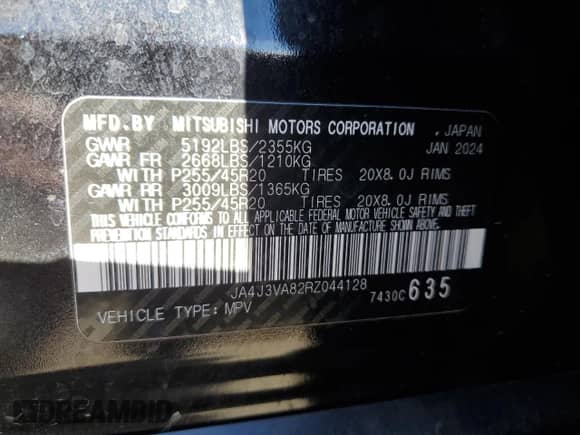 MFD.BY MITSUBISHI MOTORS CORPORATION . JAPAN
GVWR 5192LBS/2355KG JAN 2024
GAWR FR 2668LBS/1210KG
WITH P255/45R20 TIRES 20X8.0J RIMS
GAWR RR 3009LBS/1365KG
WITH P255/45R20 TIRES 20X8.0J RIMS
THIS VEHICLE CONFORMS TO ALL APPLICABLE FEDERAL MOTOR VEHICLE SAFETY AND THEFT
PREVENTION STANDARDS IN EFFECT ON THE DATE OF MANUFACTURE SHOWN ABOVE.
JA4J3VA82RZ044128
7430C635
VEHICLE TYPE: MPV
DREAMBID